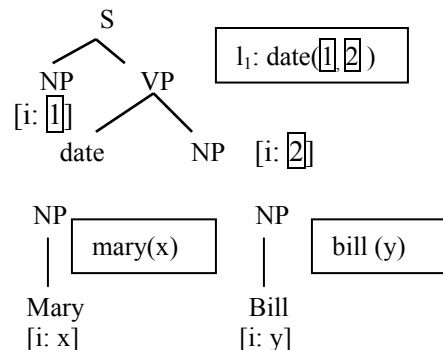 S
NP VP l₁: date(1, 2 )
[i: 1]
date NP [i: 2]
NP mary(x) NP bill (y)
Mary Bill
[i: x] [i: y]